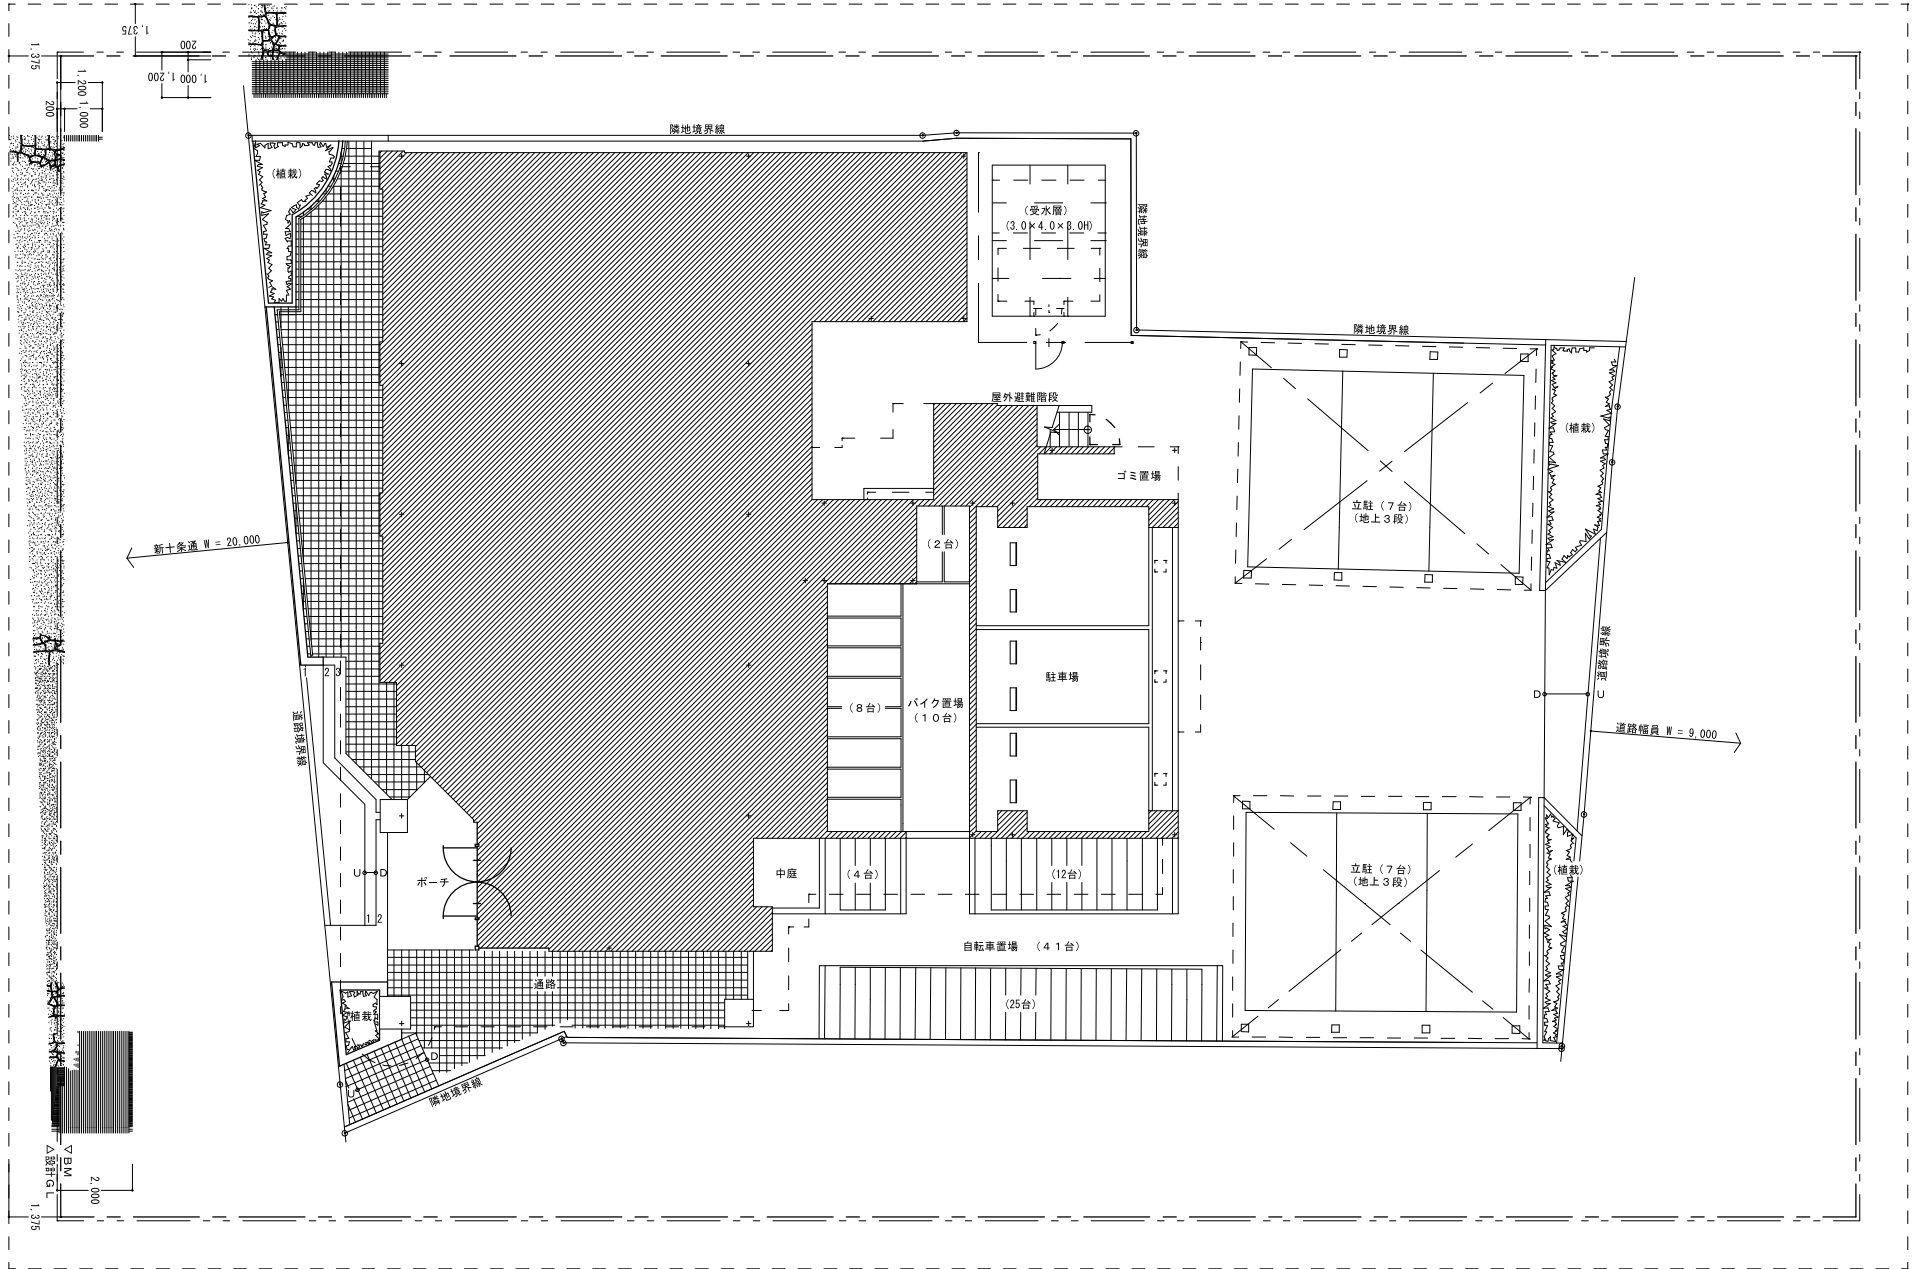 1,375
200
1,000
1,200
1,375
1,200
1,000
200
隣地境界線
(植栽)
(受水層)
(3.0×4.0×3.0H)
隣地境界線
隣地境界線
屋外避難階段
ゴミ置場
(植栽)
立駐(7台)
(地上3段)
新十条通 W = 20,000
(2台)
1
2
3
道路境界線
(8台)
バイク置場
(10台)
駐車場
道路境界線
D
U
道路幅員 W = 9,000
U
D
ポーチ
1
2
中庭
(4台)
(12台)
立駐(7台)
(地上3段)
(植栽)
自転車置場 (41台)
通路
(25台)
(植栽)
D
U
隣地境界線
▽BM
△設計GL
2,000
1,375